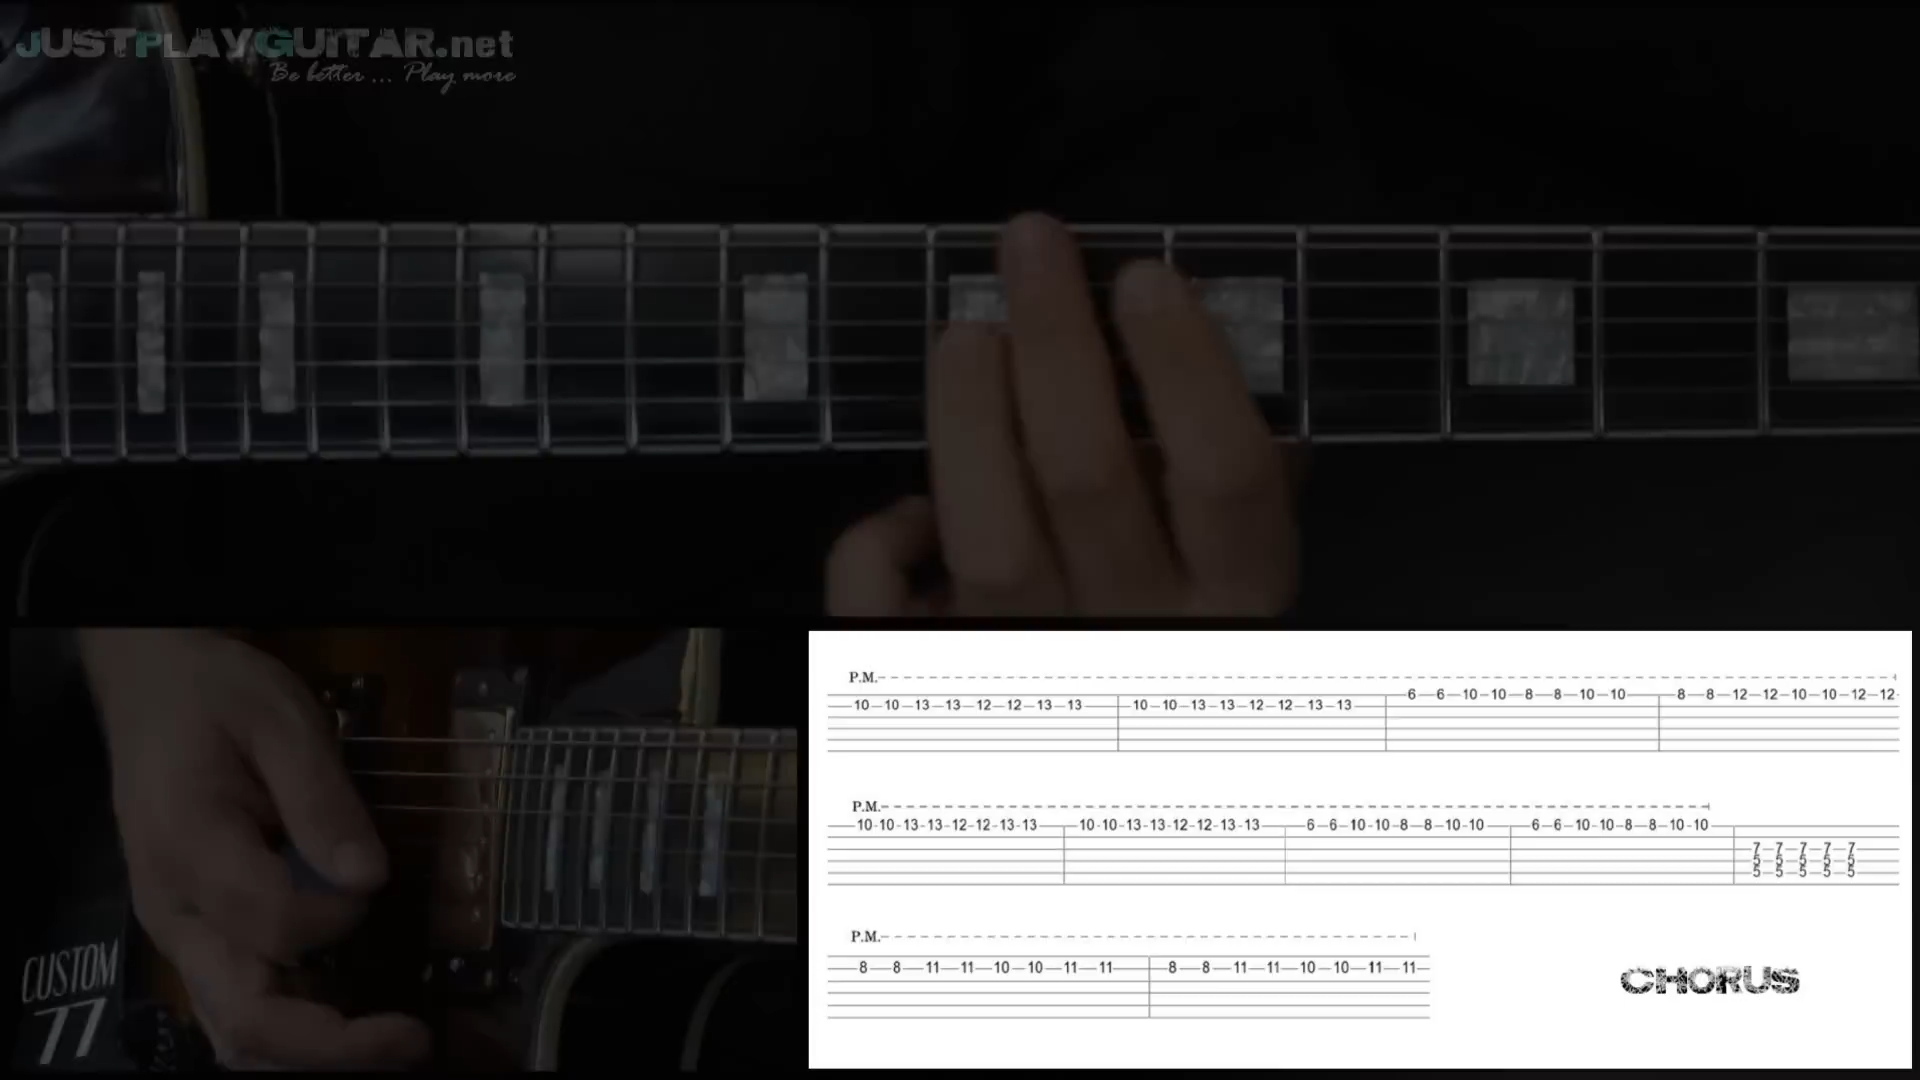 JUSTPLAYGUITAR.net
Be better ... Play more
P.M.
10 10 13 13 12 12 13 13 10 10 13 13 12 12 13 13 6 6 10 10 8 8 10 10 8 8 12 12 10 10 12 12
P.M.
10 10 13 13 12 12 13 13 10 10 13 13 12 12 13 13 6 6 10 10 8 8 10 10 6 6 10 10 8 8 10 10
7 7 7 7 7
5 5 5 5 5
5 5 5 5 5
P.M.
8 8 11 11 10 10 11 11 8 8 11 11 10 10 11 11
CHORUS
CUSTOM
77